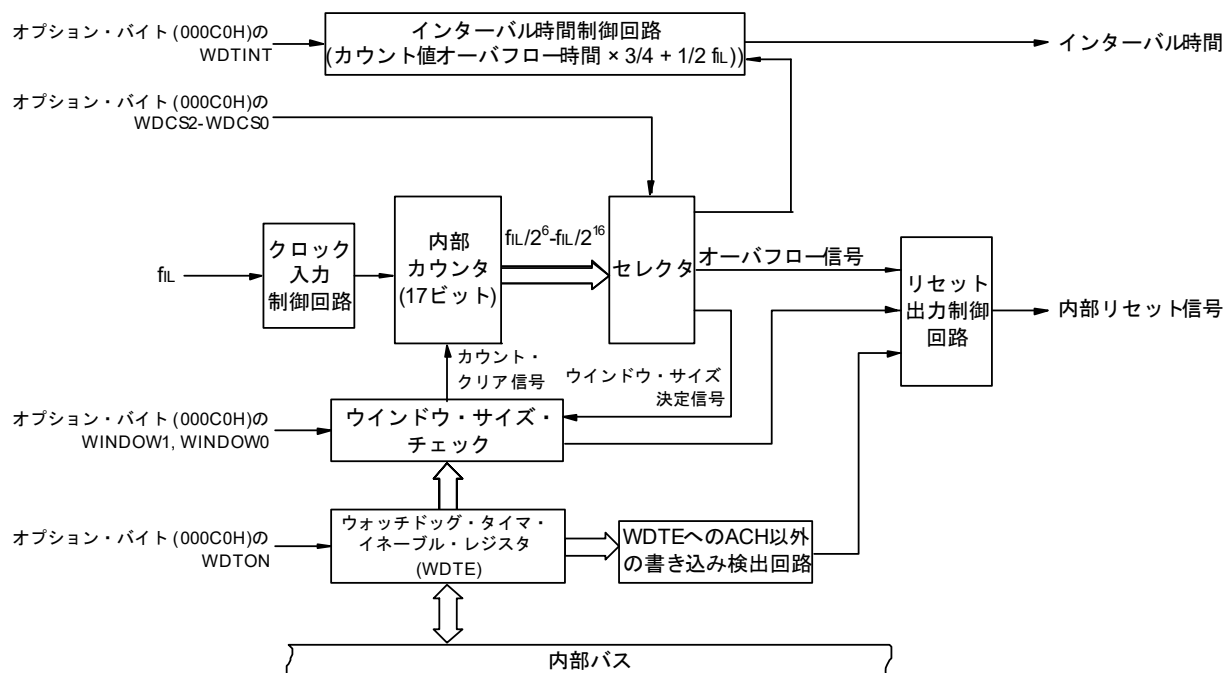 オプション・バイト (000C0H)の
WDTINT
インターバル時間制御回路
(カウント値オーバフロー時間 × 3/4 + 1/2 fIL))
インターバル時間
オプション・バイト (000C0H)の
WDCS2-WDCS0
fIL
クロック
入力
制御回路
内部
カウンタ
(17ビット)
fIL/2^6-fIL/2^16
セレクタ
オーバフロー信号
リセット
出力制御
回路
内部リセット信号
カウント・
クリア信号
ウインドウ・サイズ
決定信号
オプション・バイト (000C0H)の
WINDOW1, WINDOW0
ウインドウ・サイズ・
チェック
オプション・バイト (000C0H)の
WDTON
ウォッチドッグ・タイマ・
イネーブル・レジスタ
(WDTE)
WDTEへのACH以外
の書き込み検出回路
内部バス